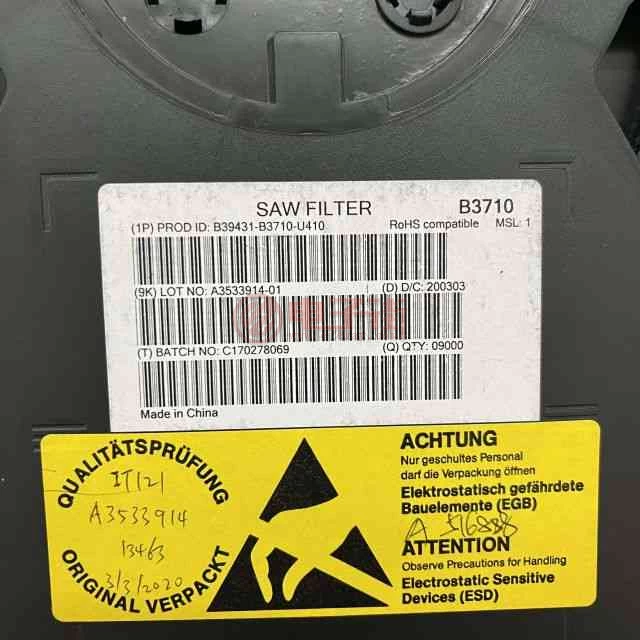 SAW FILTER
B3710
(1P) PROD ID: B39431-B3710-U410
RoHS compatible MSL: 1
(9K) LOT NO: A3533914-01
(D) D/C: 200303
(T) BATCH NO: C170278069
(Q) QTY: 09000
Made in China
QUALITÄTSPRÜFUNG
IT121
A3533914
13463
3/3/2020
ORIGINAL VERPACKT
ACHTUNG
Nur geschultes Personal
darf die Verpackung öffnen
Elektrostatisch gefährdete
Bauelemente (EGB)
ATTENTION
Observe Precautions for Handling
Electrostatic Sensitive
Devices (ESD)